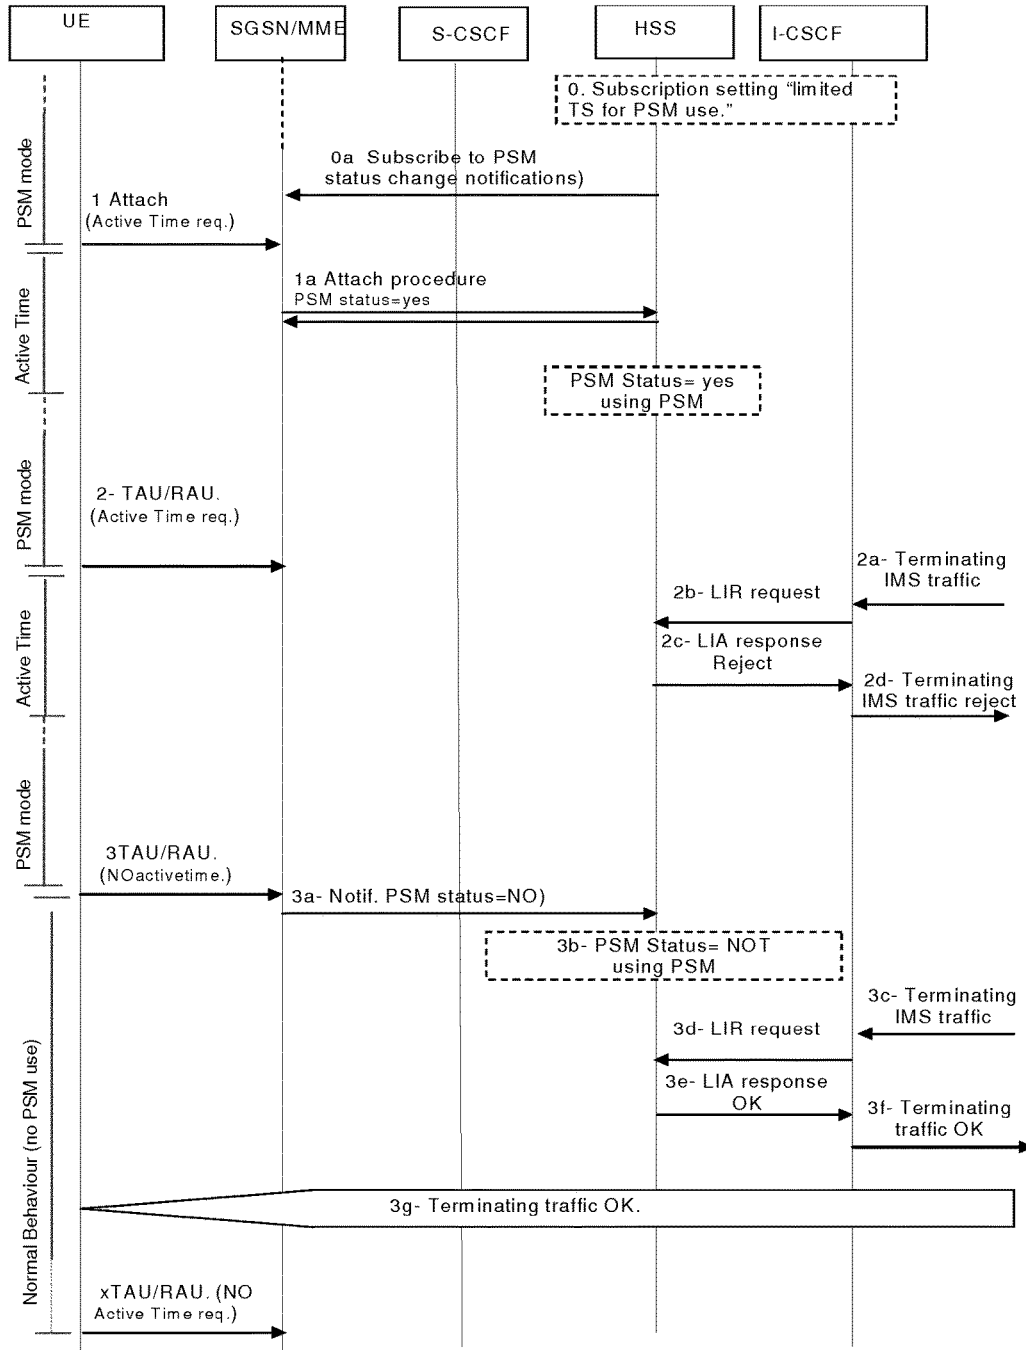 UE
SGSN/MME
S-CSCF
HSS
I-CSCF
0. Subscription setting “limited
TS for PSM use.”
0a Subscribe to PSM
status change notifications)
PSM mode
1 Attach
(Active Time req.)
1a Attach procedure
PSM status=yes
Active Time
PSM Status= yes
using PSM
PSM mode
2- TAU/RAU.
(Active Time req.)
2a- Terminating
IMS traffic
2b- LIR request
2c- LIA response
Reject
Active Time
2d- Terminating
IMS traffic reject
PSM mode
3TAU/RAU.
(NOactivetime.)
3a- Notif. PSM status=NO)
3b- PSM Status= NOT
using PSM
3c- Terminating
IMS traffic
3d- LIR request
3e- LIA response
OK
3f- Terminating
traffic OK
Normal Behaviour (no PSM use)
3g- Terminating traffic OK.
xTAU/RAU. (NO
Active Time req.)